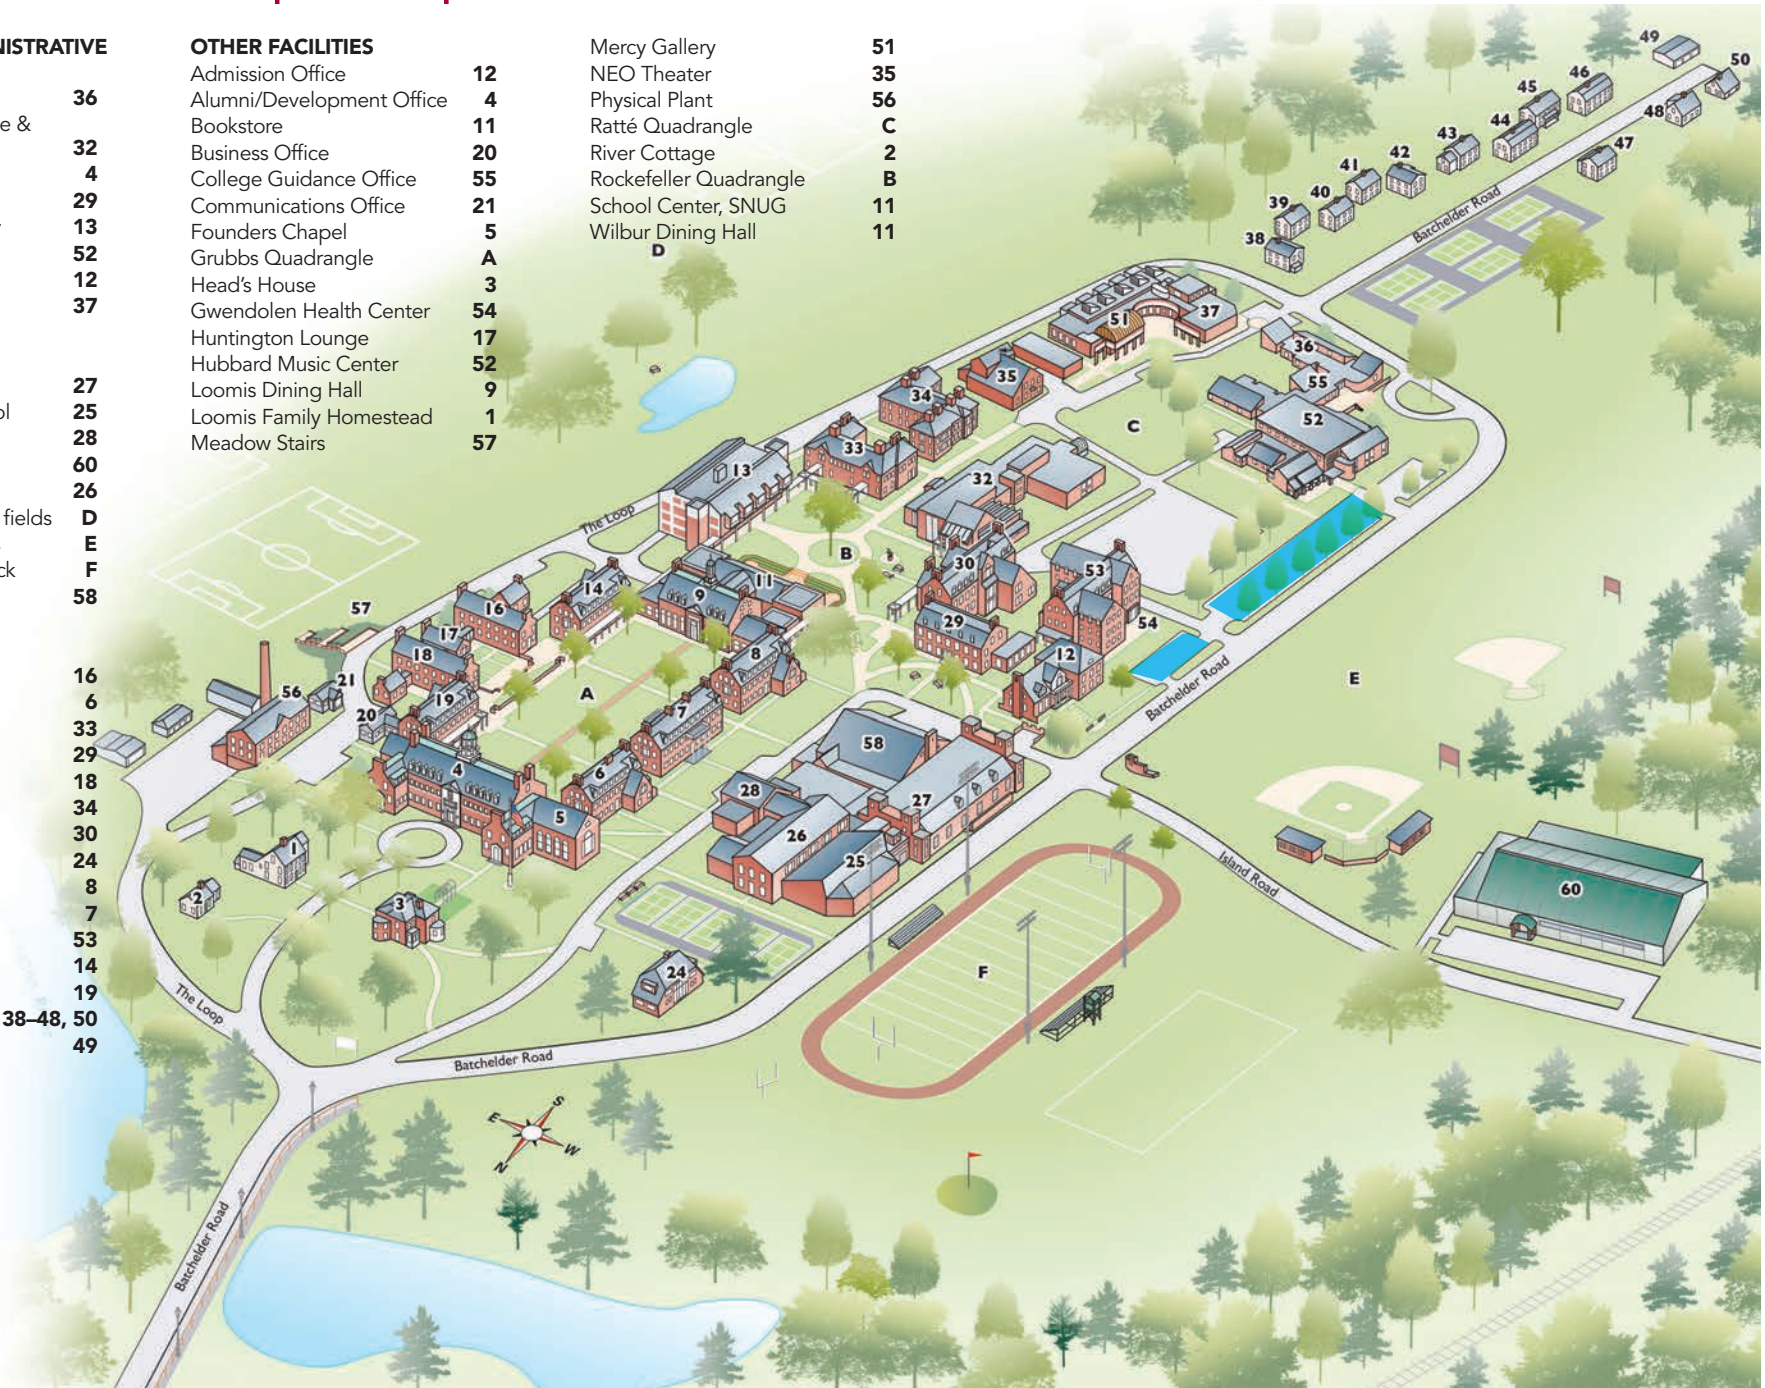 NISTRATIVE
36
e &
32
4
29
13
52
12
37
27
ol 25
28
60
26
fields D
E
ck F
58
16
6
33
29
18
34
30
24
8
7
53
14
19
38–48, 50
49
OTHER FACILITIES
Admission Office 12
Alumni/Development Office 4
Bookstore 11
Business Office 20
College Guidance Office 55
Communications Office 21
Founders Chapel 5
Grubbs Quadrangle A
Head's House 3
Gwendolen Health Center 54
Huntington Lounge 17
Hubbard Music Center 52
Loomis Dining Hall 9
Loomis Family Homestead 1
Meadow Stairs 57
Mercy Gallery 51
NEO Theater 35
Physical Plant 56
Ratté Quadrangle C
River Cottage 2
Rockefeller Quadrangle B
School Center, SNUG 11
Wilbur Dining Hall 11
49
50
46
45
48
44
43
47
42
41
40
39
38
Batchelder Road
D
51
37
36
35
55
34
52
C
33
13
32
The Loop
B
30
53
14
11
9
16
57
17
29
54
18
8
12
A
E
Batchelder Road
21
56
19
20
7
58
4
6
28
27
5
26
25
1
2
3
Island Road
60
24
F
The Loop
Batchelder Road
S
E
W
N
Batchelder Road